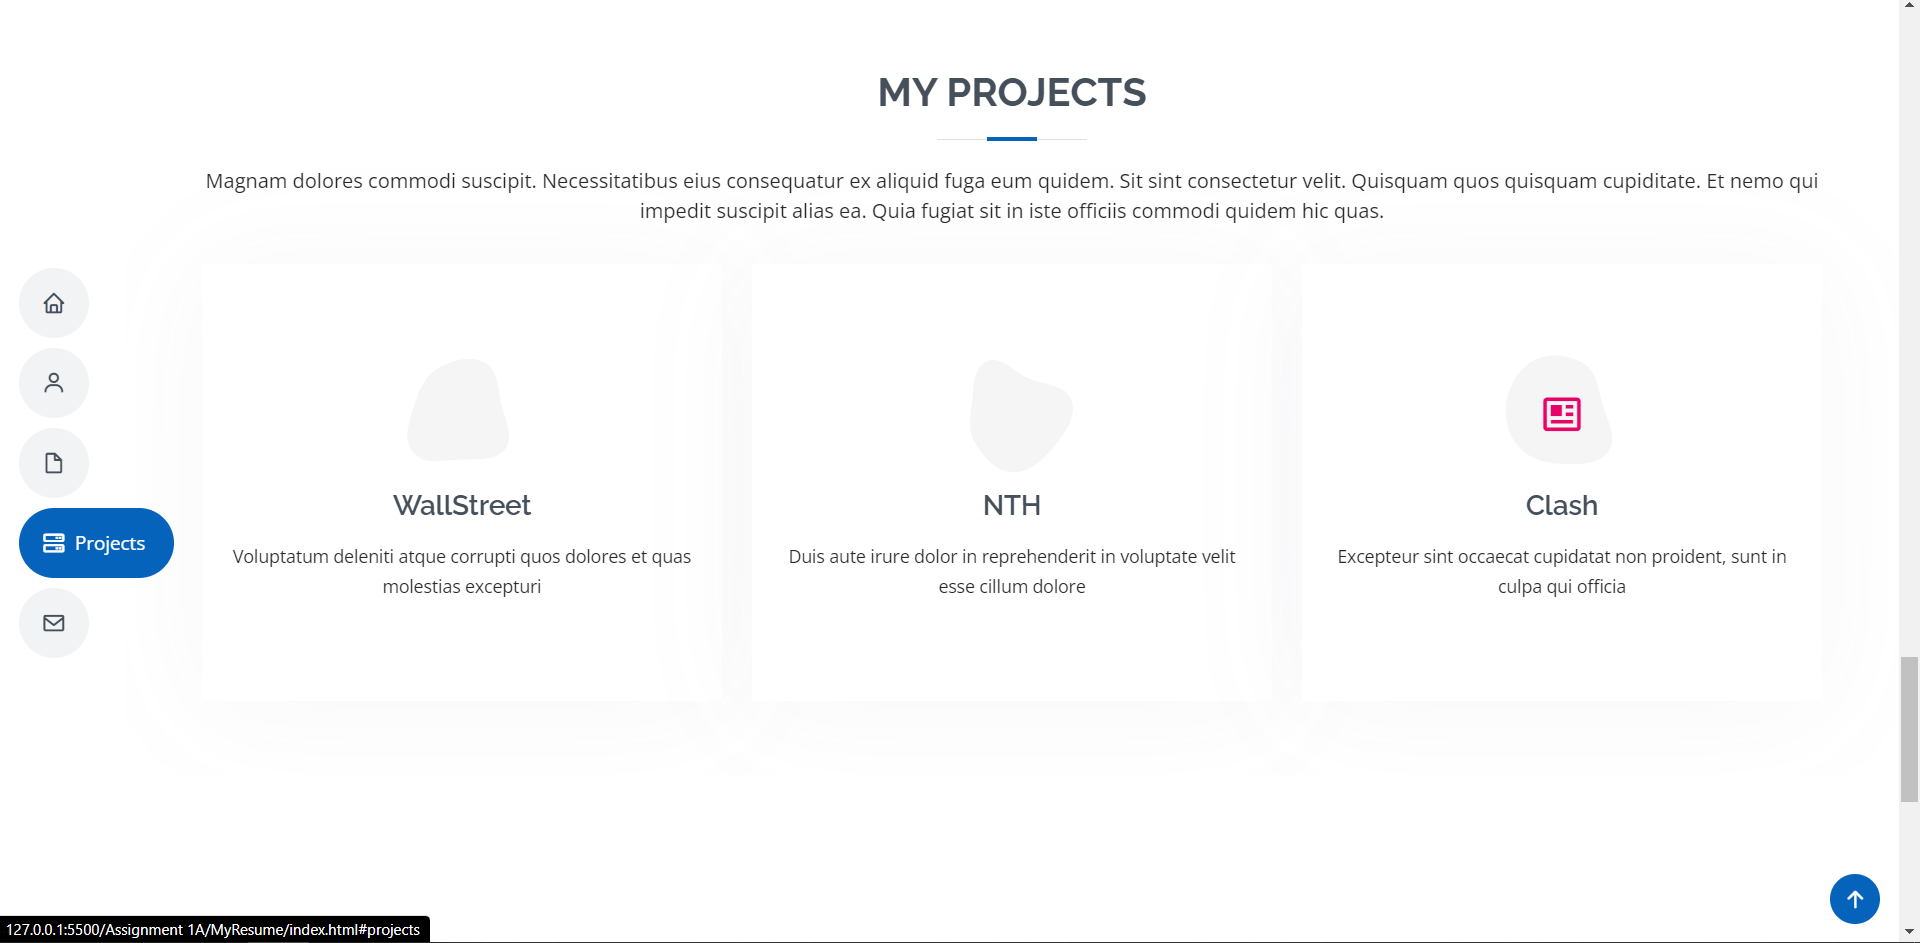 MY PROJECTS
Magnam dolores commodi suscipit. Necessitatibus eius consequatur ex aliquid fuga eum quidem. Sit sint consectetur velit. Quisquam quos quisquam cupiditate. Et nemo qui
impedit suscipit alias ea. Quia fugiat sit in iste officiis commodi quidem hic quas.
WallStreet
Voluptatum deleniti atque corrupti quos dolores et quas
molestias excepturi
NTH
Duis aute irure dolor in reprehenderit in voluptate velit
esse cillum dolore
Clash
Excepteur sint occaecat cupidatat non proident, sunt in
culpa qui officia
Projects
127.0.0.1:5500/Assignment 1A/MyResume/index.html#projects